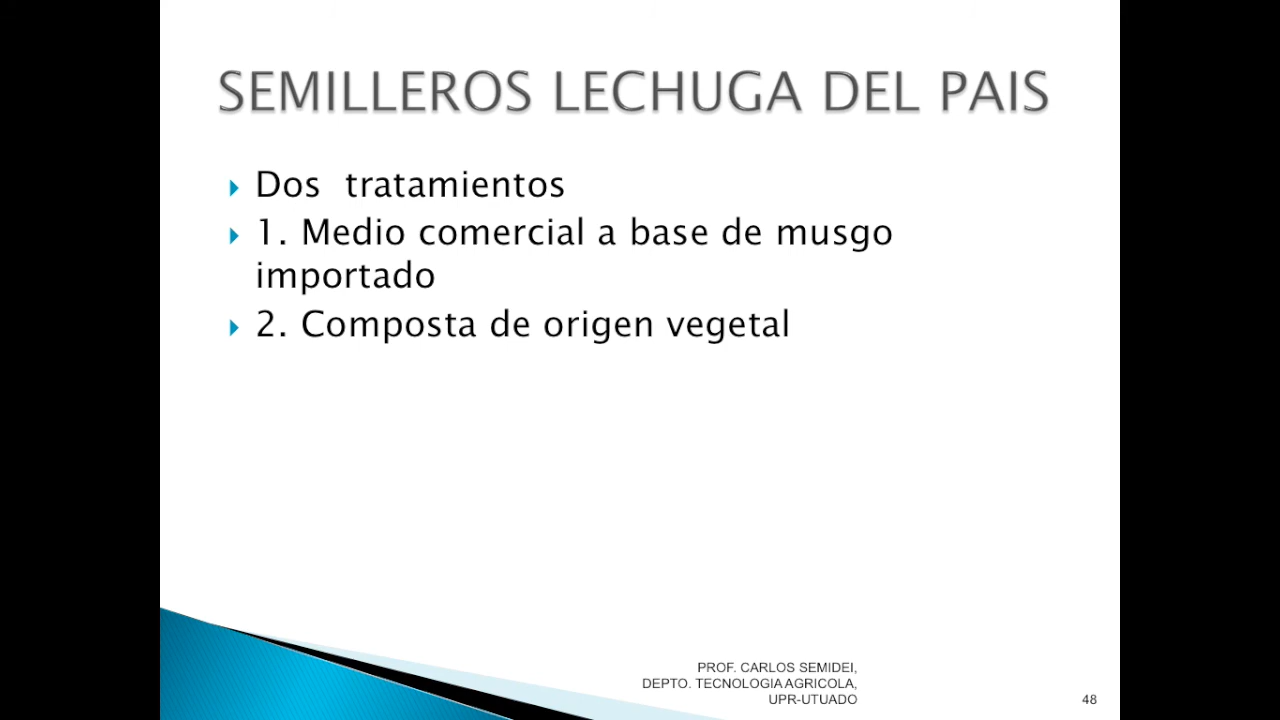 SEMILLEROS LECHUGA DEL PAIS
Dos tratamientos
1. Medio comercial a base de musgo
importado
2. Composta de origen vegetal
PROF. CARLOS SEMIDEI,
DEPTO. TECNOLOGIA AGRICOLA,
UPR-UTUADO
48